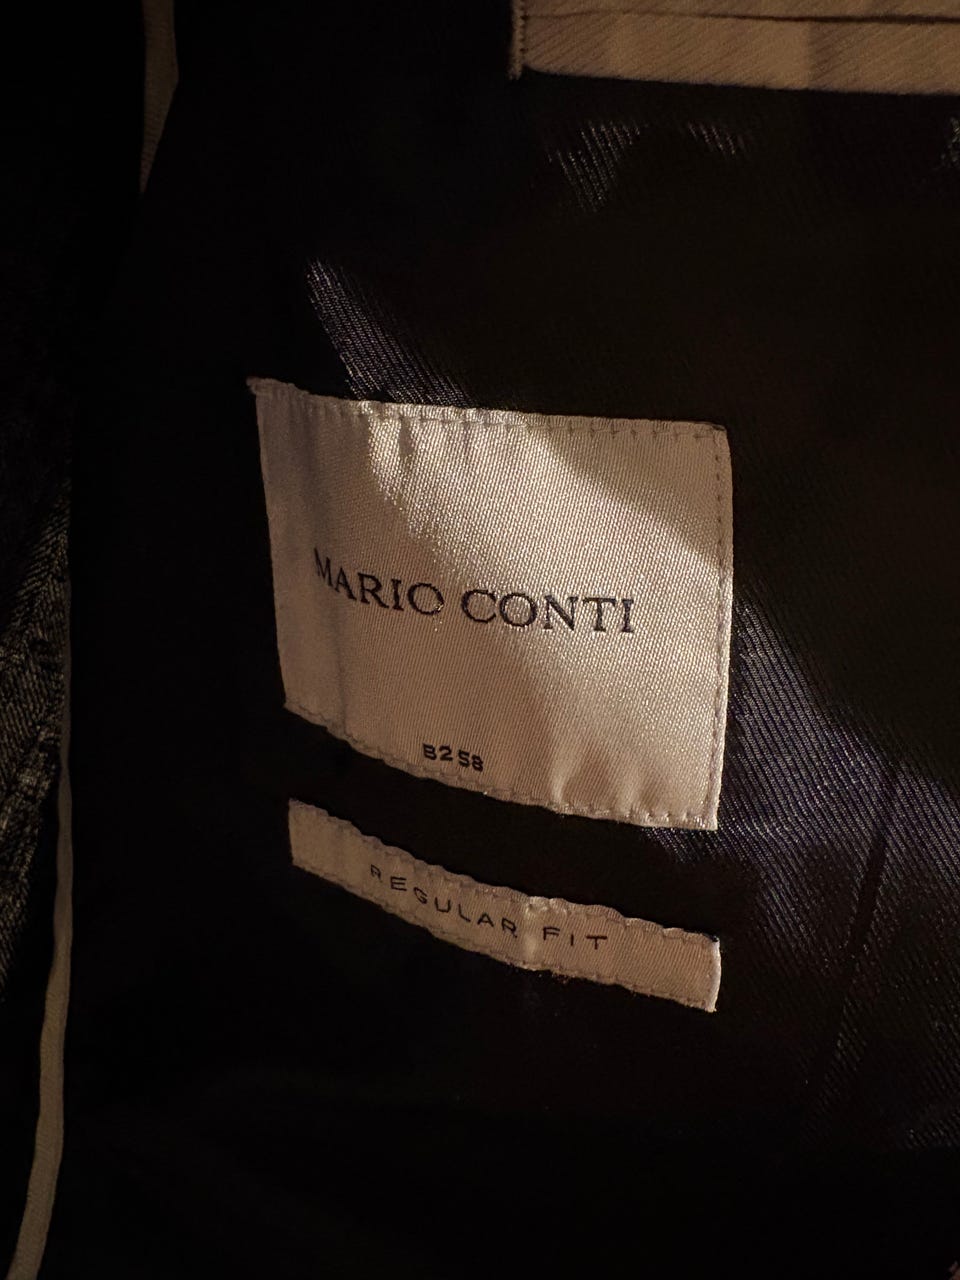 MARIO CONTI
B258
REGULAR FIT